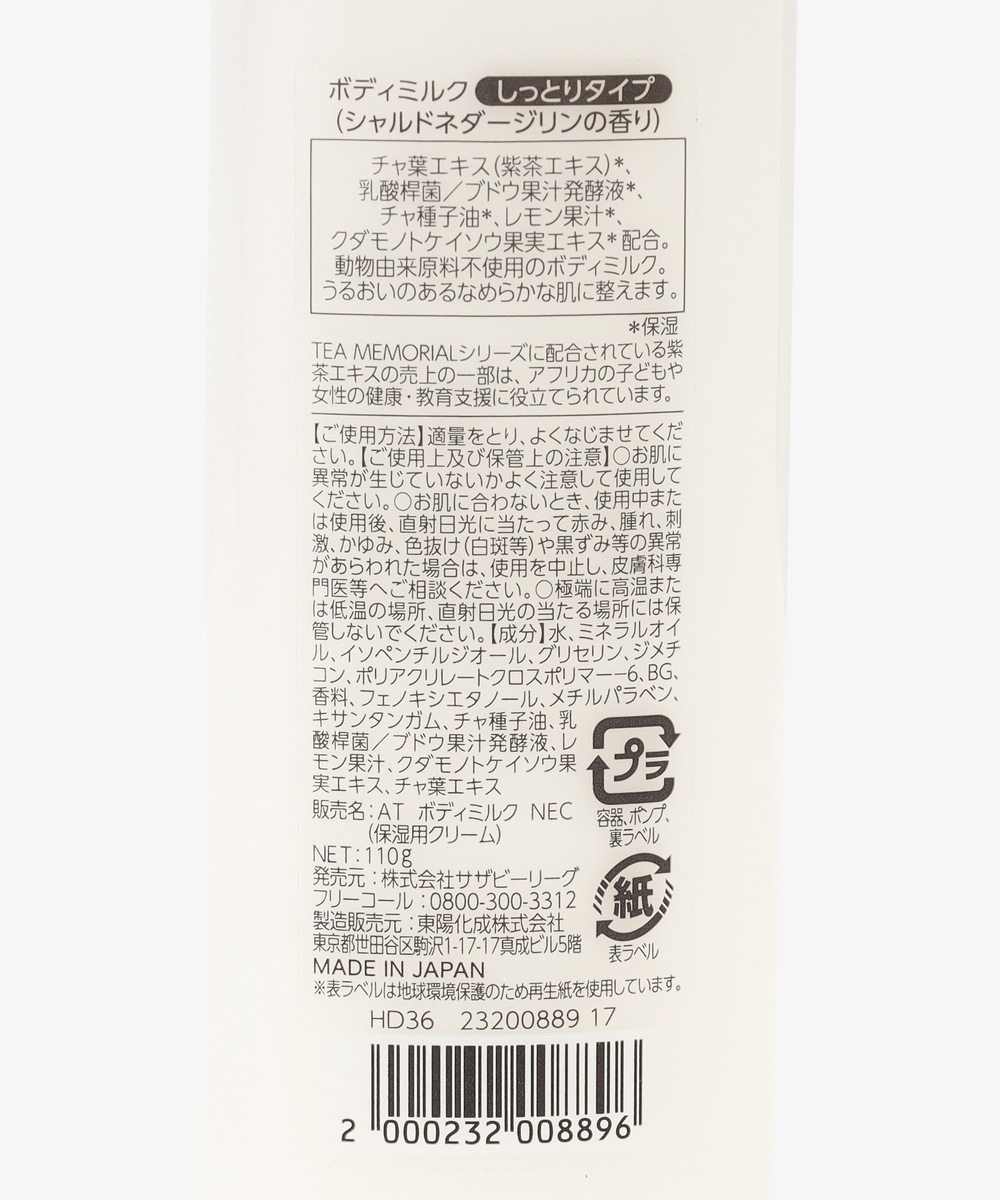 ボディミルク しっとりタイプ
(シャルドネダージリンの香り)
チャ葉エキス(紫茶エキス)*、
乳酸桿菌／ブドウ果汁発酵液*、
チャ種子油*、レモン果汁*、
クダモノトケイソウ果実エキス*配合。
動物由来原料不使用のボディミルク。
うるおいのあるなめらかな肌に整えます。
*保湿
TEA MEMORIALシリーズに配合されている紫
茶エキスの売上の一部は、アフリカの子どもや
女性の健康・教育支援に役立てられています。
【ご使用方法】適量をとり、よくなじませてくだ
さい。【ご使用上及び保管上の注意】○お肌に
異常が生じていないかよく注意して使用して
ください。○お肌に合わないとき、使用中また
は使用後、直射日光に当たって赤み、腫れ、刺
激、かゆみ、色抜け(白斑等)や黒ずみ等の異常
があらわれた場合は、使用を中止し、皮膚科専
門医等へご相談ください。○極端に高温また
は低温の場所、直射日光の当たる場所には保
管しないでください。【成分】水、ミネラルオイ
ル、イソペンチルジオール、グリセリン、ジメチ
コン、ポリアクリレートクロスポリマー－6、BG、
香料、フェノキシエタノール、メチルパラベン、
キサンタンガム、チャ種子油、乳
酸桿菌／ブドウ果汁発酵液、レ
モン果汁、クダモノトケイソウ果
実エキス、チャ葉エキス
販売名：AT ボディミルク NEC
(保湿用クリーム)
NET：110g
発売元：株式会社サザビーリーグ
フリーコール：0800-300-3312
製造販売元：東陽化成株式会社
東京都世田谷区駒沢1-17-17真成ビル5階
MADE IN JAPAN
※表ラベルは地球環境保護のため再生紙を使用しています。
プラ
容器、ポンプ、
裏ラベル
紙
表ラベル
HD36 23200889 17
2 000232 008896